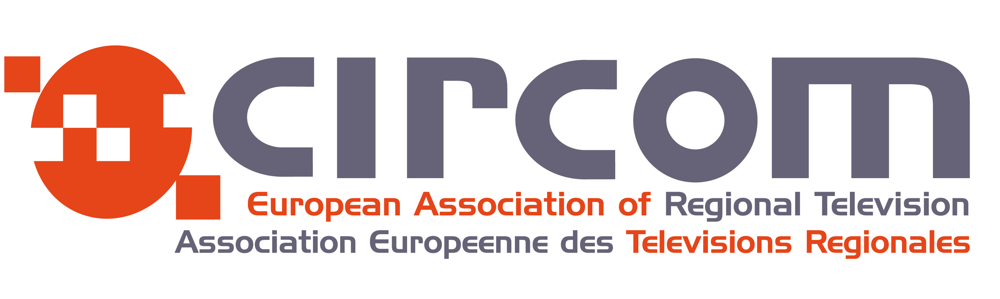 CIRCOM
European Association of Regional Television
Association Europeenne des Televisions Regionales